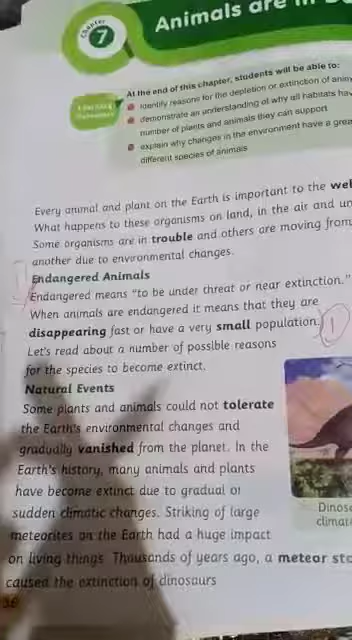 Chapter
7
Animals are in
Learning
At the end of this chapter, students will be able to:
identify reasons for the depletion or extinction of
demonstrate an understanding of why all habitats
number of plants and animals they can support
explain why changes in the environment have a
different species of animals
Every animal and plant on the Earth is important to the
What happens to these organisms on land, in the air and
Some organisms are in trouble and others are moving from
another due to environmental changes.
Endangered Animals
Endangered means "to be under threat or near extinction."
When animals are endangered it means that they are
disappearing fast or have a very small population.
1
Let's read about a number of possible reasons
for the species to become extinct.
Natural Events
Some plants and animals could not tolerate
the Earth's environmental changes and
gradually vanished from the planet. In the
Earth's history, many animals and plants
have become extinct due to gradual or
sudden climatic changes. Striking of large
meteorites on the Earth had a huge impact
on living things. Thousands of years ago, a meteor
caused the extinction of dinosaurs